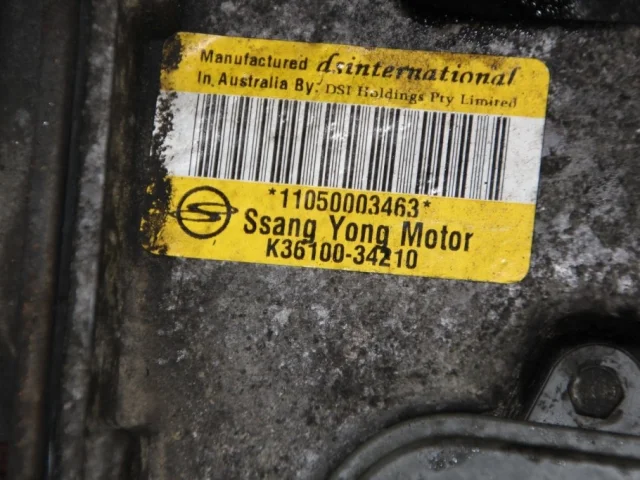 Manufactured dsinternational
In Australia By: DSI Holdings Pty Limited
*11050003463*
Ssang Yong Motor
K36100-34210